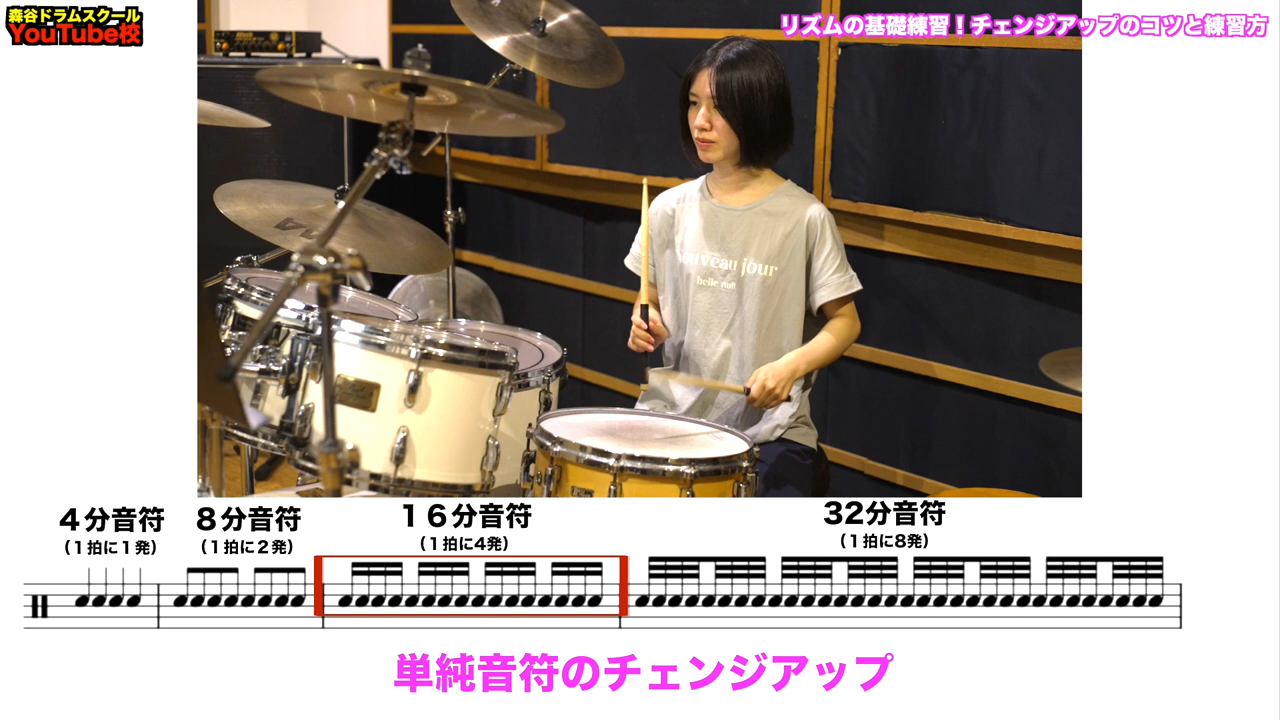 森谷ドラムスクール
YouTube校
リズムの基礎練習！チェンジアップのコツと練習方
nouveau jour
belle nuit
４分音符
（１拍に１発）
８分音符
（１拍に２発）
１６分音符
（１拍に4発）
32分音符
（１拍に8発）
単純音符のチェンジアップ